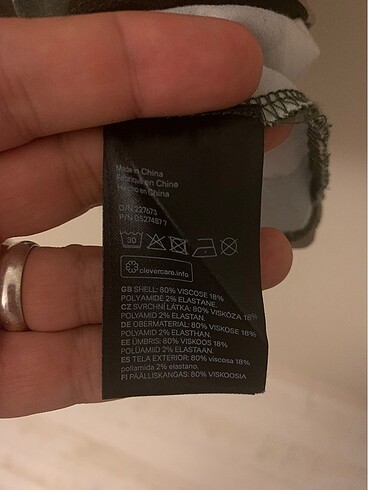 Made in China
Fabriqué en Chine
Hecho en China
O/N 227673
P/N 05274877
30
clevercare.info
GB SHELL: 80% VISCOSE 18%
POLYAMIDE 2% ELASTANE.
CZ SVRCHNÍ LÁTKA: 80% VISKÓZA 18%
POLYAMID 2% ELASTAN.
DE OBERMATERIAL: 80% VISKOSE 18%
POLYAMID 2% ELASTHAN.
EE ÜMBRIS: 80% VISKOOS 18%
POLÜAMIID 2% ELASTAAN.
ES TELA EXTERIOR: 80% viscosa 18%
poliamida 2% elastano.
FI PÄÄLLISKANGAS: 80% VISKOOSIA